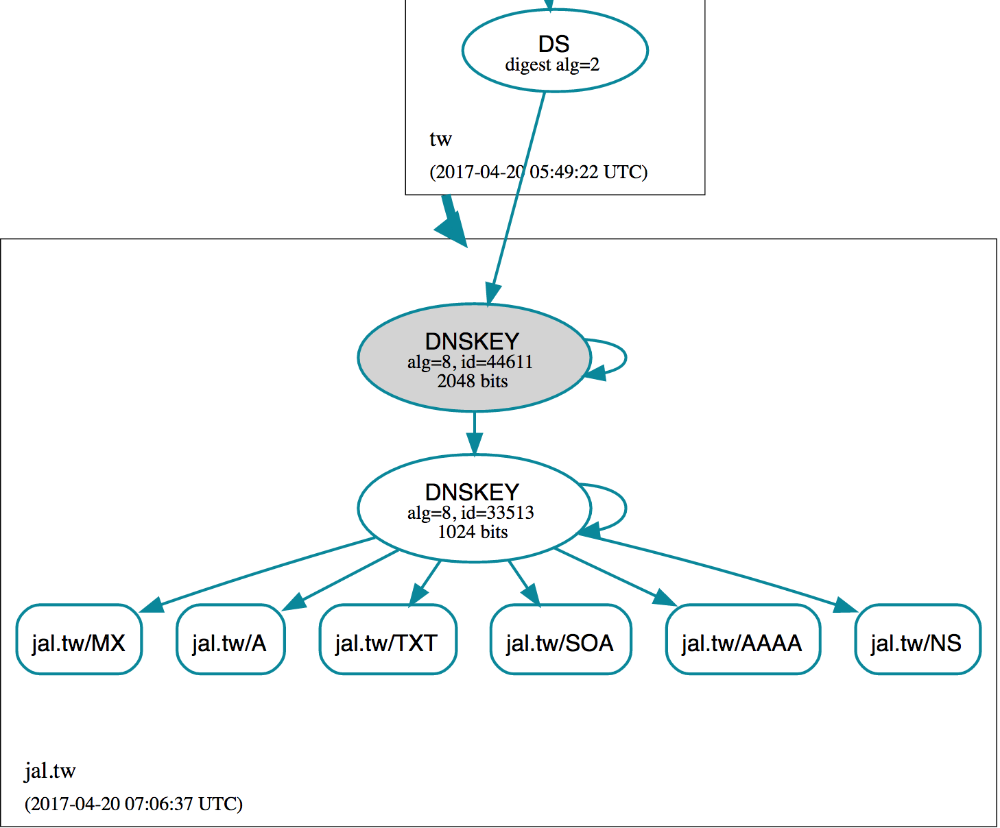 DS
digest alg=2
tw
(2017-04-20 05:49:22 UTC)
DNSKEY
alg=8, id=44611
2048 bits
DNSKEY
alg=8, id=33513
1024 bits
jal.tw/MX
jal.tw/A
jal.tw/TXT
jal.tw/SOA
jal.tw/AAAA
jal.tw/NS
jal.tw
(2017-04-20 07:06:37 UTC)